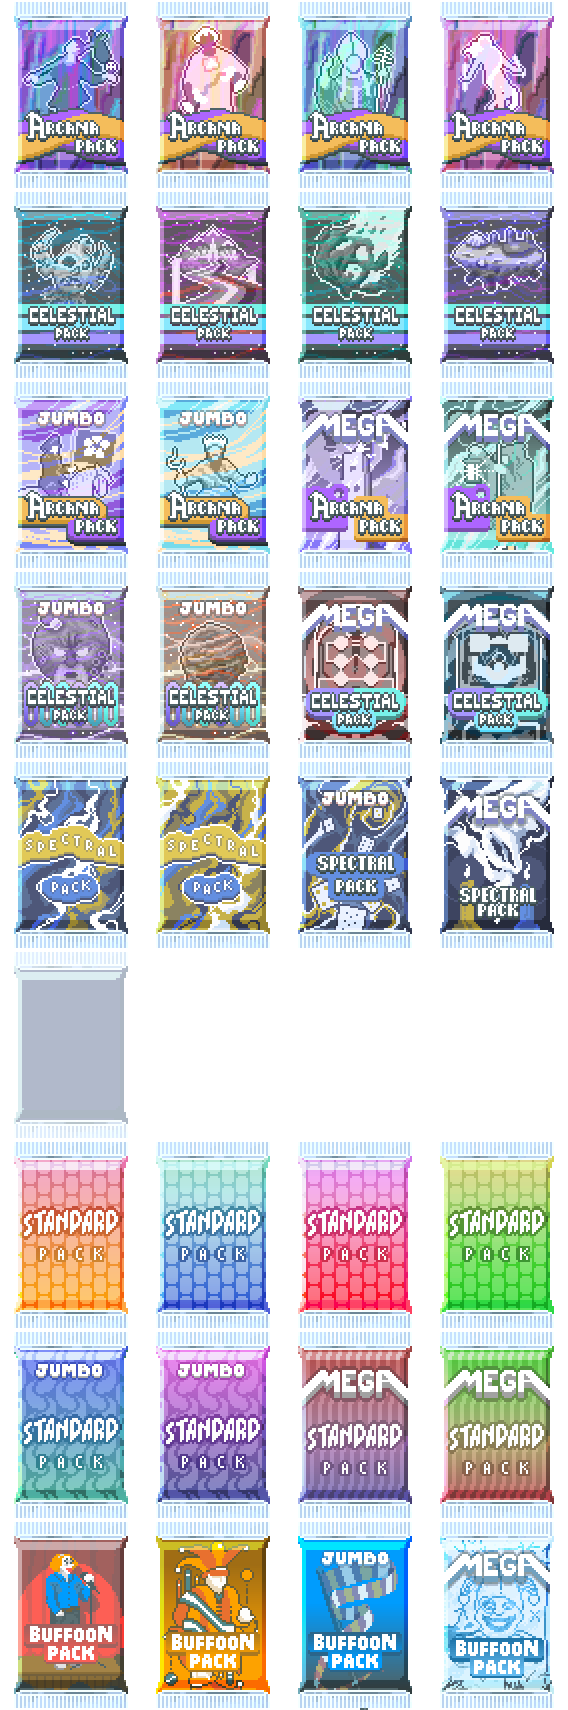 ARCANA PACK
ARCANA PACK
ARCANA PACK
ARCANA PACK
CELESTIAL PACK
CELESTIAL PACK
CELESTIAL PACK
CELESTIAL PACK
JUMBO ARCANA PACK
JUMBO ARCANA PACK
MEGA ARCANA PACK
MEGA ARCANA PACK
JUMBO CELESTIAL PACK
JUMBO CELESTIAL PACK
MEGA CELESTIAL PACK
MEGA CELESTIAL PACK
SPECTRAL PACK
SPECTRAL PACK
JUMBO SPECTRAL PACK
MEGA SPECTRAL PACK
STANDARD PACK
STANDARD PACK
STANDARD PACK
STANDARD PACK
JUMBO STANDARD PACK
JUMBO STANDARD PACK
MEGA STANDARD PACK
MEGA STANDARD PACK
BUFFOON PACK
BUFFOON PACK
JUMBO BUFFOON PACK
MEGA BUFFOON PACK